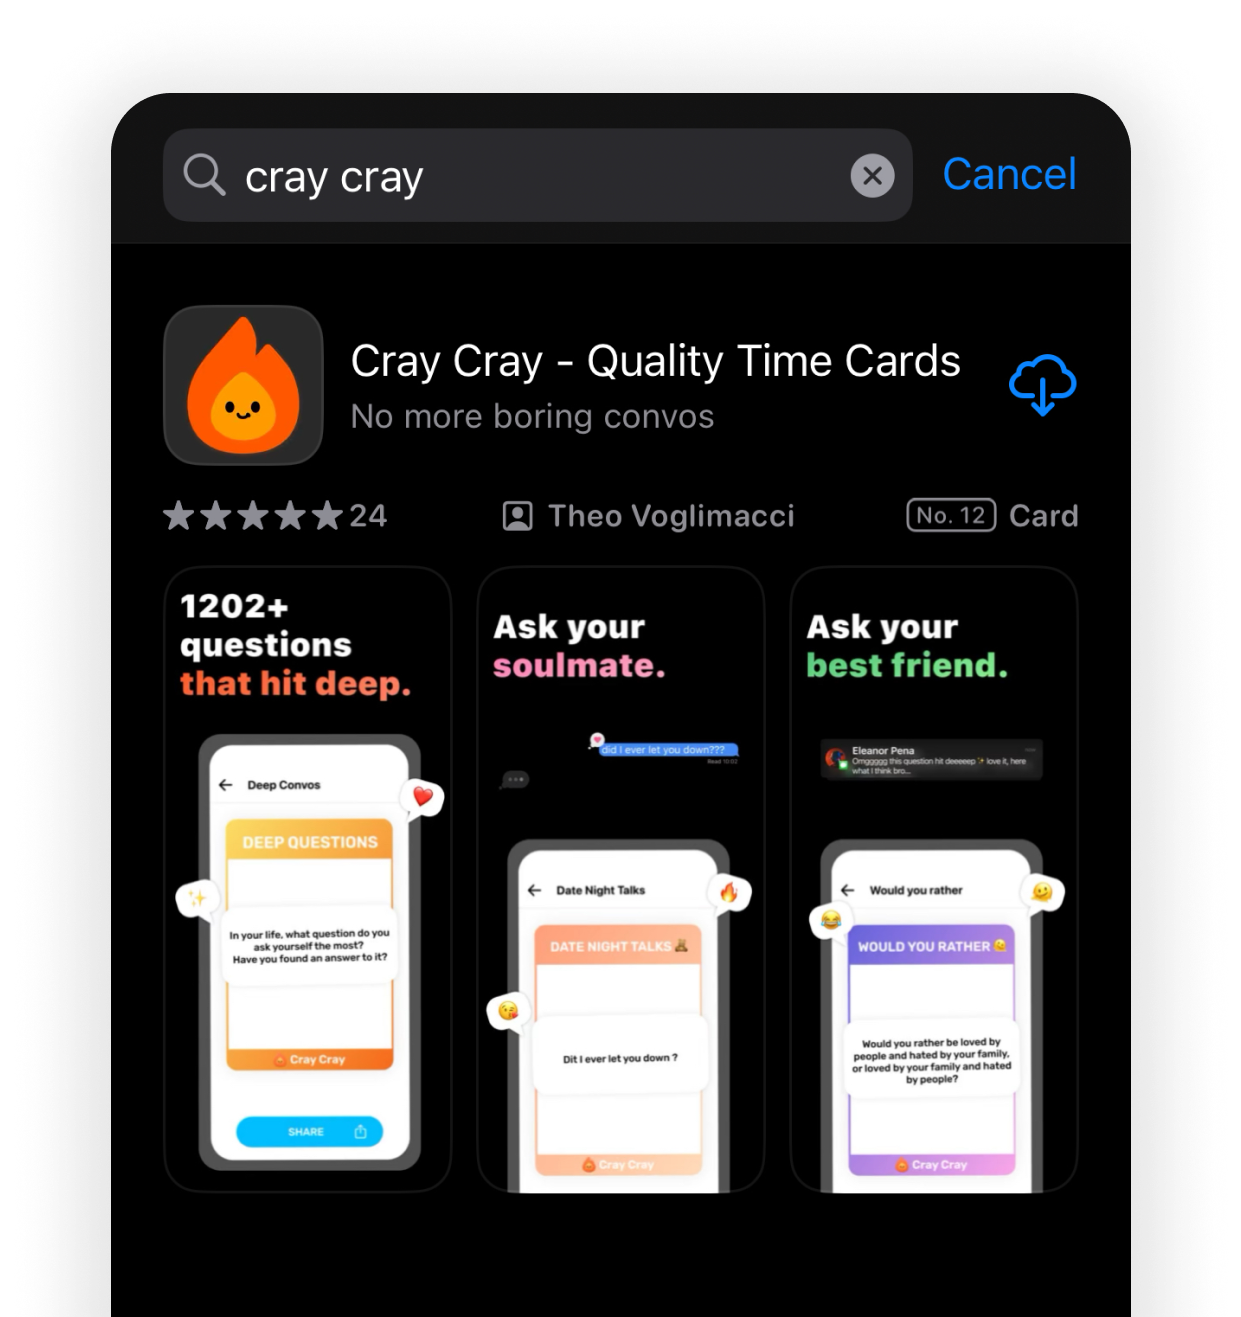 cray cray
Cancel
Cray Cray - Quality Time Cards
No more boring convos
24
Theo Voglimacci
No. 12
Card
1202+
questions
that hit deep.
Deep Convos
DEEP QUESTIONS
In your life, what question do you
ask yourself the most?
Have you found an answer to it?
Cray Cray
SHARE
Ask your
soulmate.
did I ever let you down???
Read 10:02
Date Night Talks
DATE NIGHT TALKS
Dit I ever let you down ?
Cray Cray
Ask your
best friend.
Eleanor Pena
Omggggg this question hit deeeeep ✨ love it, here
what I think bro...
Would you rather
WOULD YOU RATHER
Would you rather be loved by
people and hated by your family,
or loved by your family and hated
by people?
Cray Cray